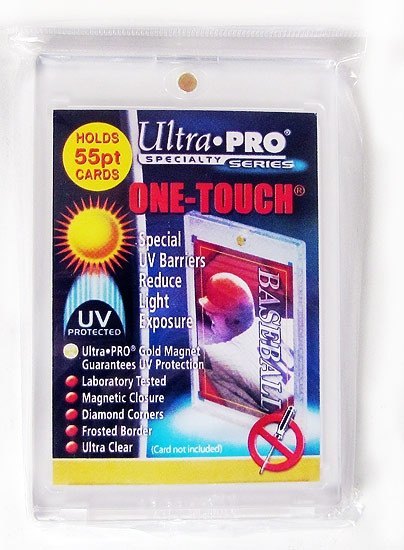 HOLDS
55pt
CARDS
Ultra•PRO®
SPECIALTY SERIES
ONE-TOUCH®
Special
UV Barriers
Reduce
Light
Exposure
BASEBALL
UV
PROTECTED
Ultra•PRO® Gold Magnet
Guarantees UV Protection
Laboratory Tested
Magnetic Closure
Diamond Corners
Frosted Border
Ultra Clear
(Card not included)